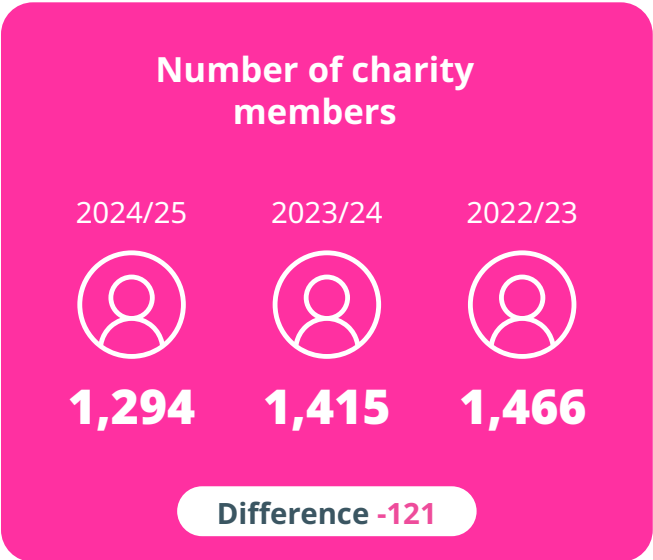 Number of charity
members
2024/25 2023/24 2022/23
1,294 1,415 1,466
Difference -121